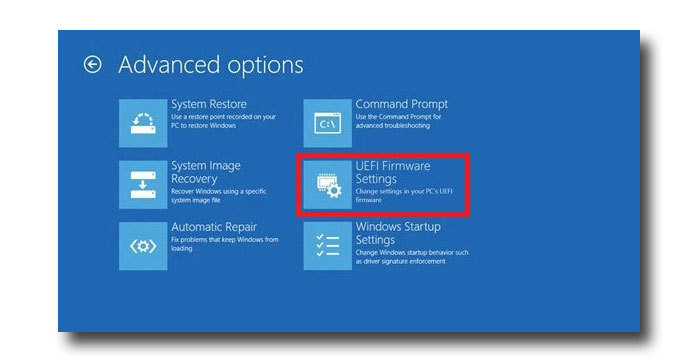 Advanced options
System Restore
Use a restore point recorded on your
PC to restore Windows
Command Prompt
Use the Command Prompt for
advanced troubleshooting
C:\
System Image
Recovery
Recover Windows using a specific
system image file
UEFI Firmware
Settings
Change settings in your PC's UEFI
firmware
Automatic Repair
Fix problems that keep Windows from
loading
Windows Startup
Settings
Change Windows startup behavior such
as driver signature enforcement